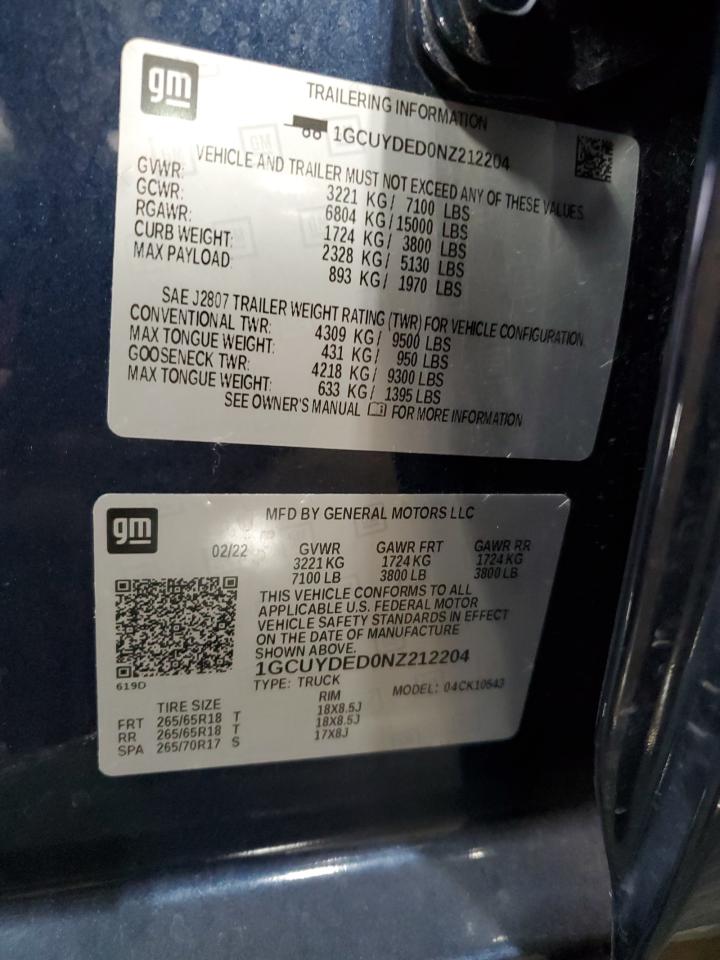 gm
TRAILERING INFORMATION
1GCUYDED0NZ212204
VEHICLE AND TRAILER MUST NOT EXCEED ANY OF THESE VALUES
GVWR: 3221 KG/ 7100 LBS
GCWR: 6804 KG/15000 LBS
RGAWR: 1724 KG/ 3800 LBS
CURB WEIGHT: 2328 KG/ 5130 LBS
MAX PAYLOAD: 893 KG/ 1970 LBS
SAE J2807 TRAILER WEIGHT RATING (TWR) FOR VEHICLE CONFIGURATION
CONVENTIONAL TWR: 4309 KG/ 9500 LBS
MAX TONGUE WEIGHT: 431 KG/ 950 LBS
GOOSENECK TWR: 4218 KG/ 9300 LBS
MAX TONGUE WEIGHT: 633 KG/ 1395 LBS
SEE OWNER'S MANUAL FOR MORE INFORMATION
gm
MFD BY GENERAL MOTORS LLC
02/22 GVWR GAWR FRT GAWR RR
3221 KG 1724 KG 1724 KG
7100 LB 3800 LB 3800 LB
THIS VEHICLE CONFORMS TO ALL
APPLICABLE U.S. FEDERAL MOTOR
VEHICLE SAFETY STANDARDS IN EFFECT
ON THE DATE OF MANUFACTURE
SHOWN ABOVE.
1GCUYDED0NZ212204
619D
TYPE: TRUCK MODEL: 04CK10543
TIRE SIZE RIM
FRT 265/65R18 T 18X8.5J
RR 265/65R18 T 18X8.5J
SPA 265/70R17 S 17X8J